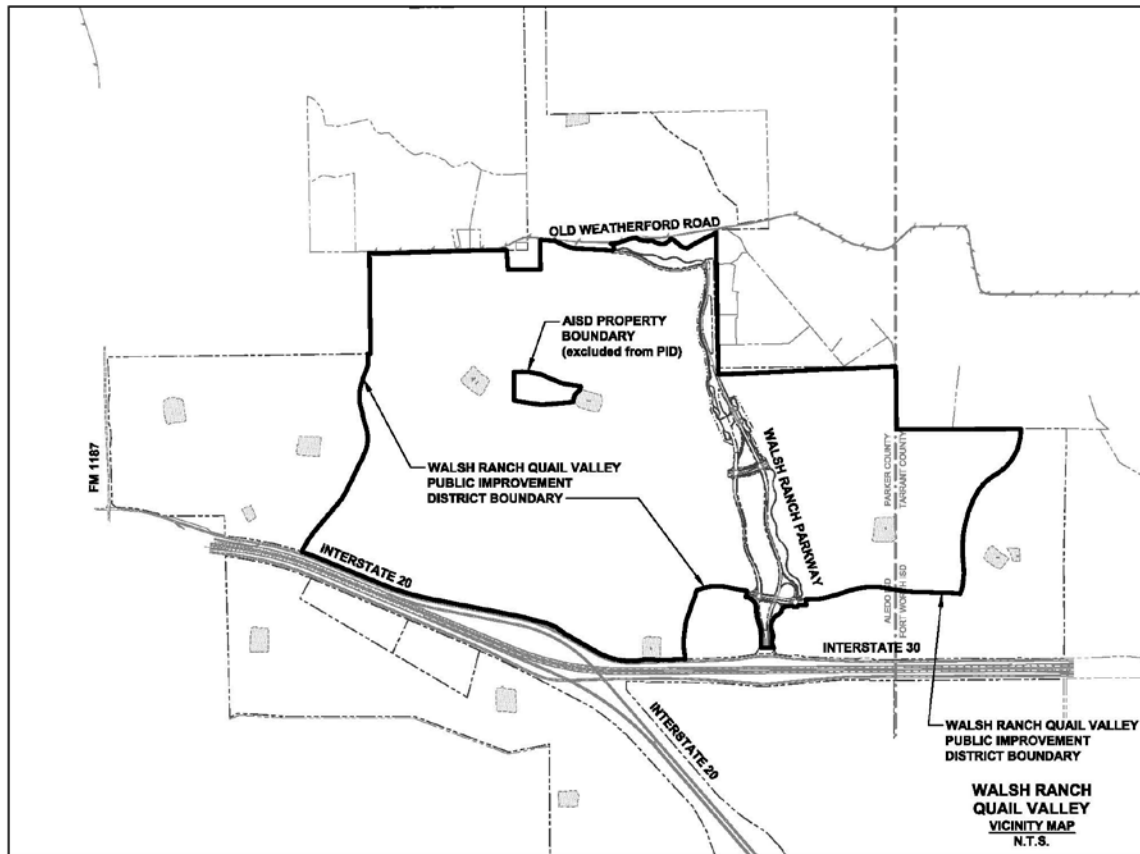 OLD WEATHERFORD ROAD
AISD PROPERTY
BOUNDARY
(excluded from PID)
FM 1187
WALSH RANCH QUAIL VALLEY
PUBLIC IMPROVEMENT
DISTRICT BOUNDARY
WALSH RANCH PARKWAY
PARKER COUNTY
TARRANT COUNTY
INTERSTATE 20
ALEDO ISD
FORT WORTH ISD
INTERSTATE 30
INTERSTATE 20
WALSH RANCH QUAIL VALLEY
PUBLIC IMPROVEMENT
DISTRICT BOUNDARY
WALSH RANCH
QUAIL VALLEY
VICINITY MAP
N.T.S.